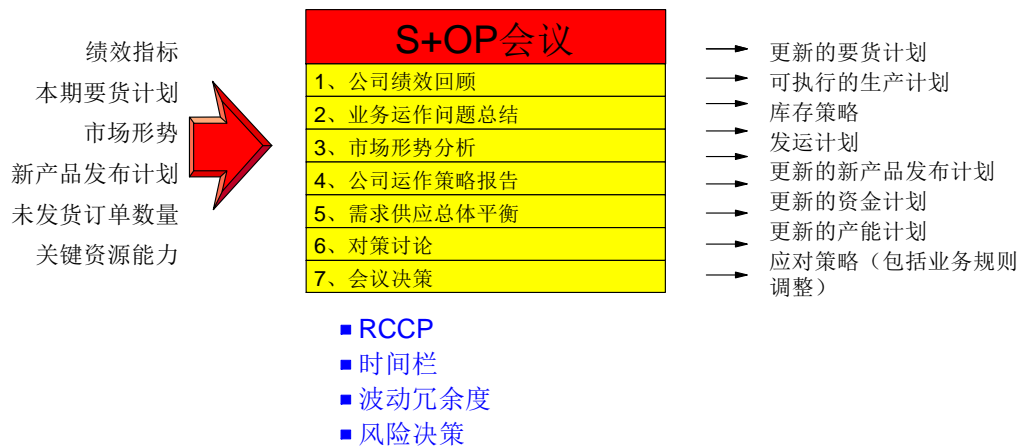 绩效指标
本期要货计划
市场形势
新产品发布计划
未发货订单数量
关键资源能力
S+OP会议
1、公司绩效回顾
2、业务运作问题总结
3、市场形势分析
4、公司运作策略报告
5、需求供应总体平衡
6、对策讨论
7、会议决策
RCCP
时间栏
波动冗余度
风险决策
更新的要货计划
可执行的生产计划
库存策略
发运计划
更新的新产品发布计划
更新的资金计划
更新的产能计划
应对策略（包括业务规则
调整）